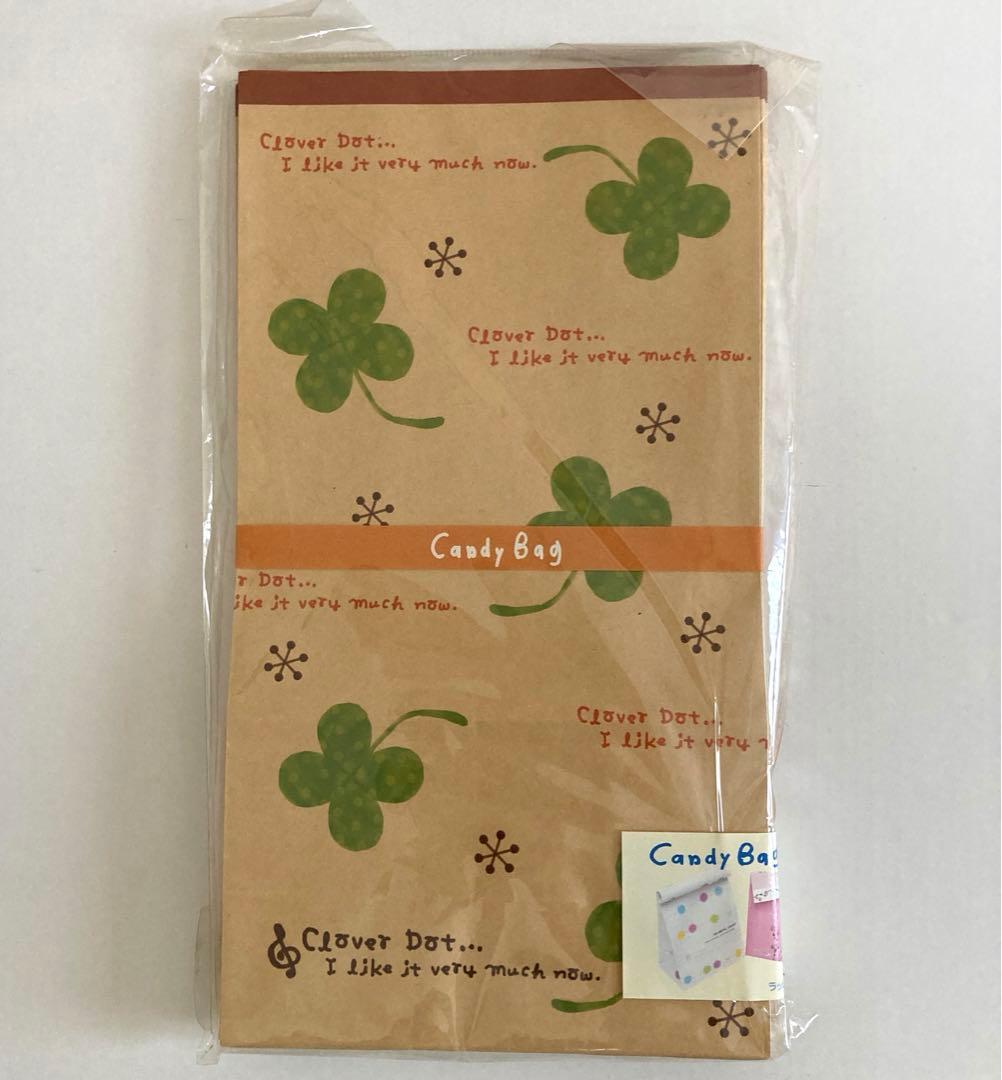 Clover Dot...
I like it very much now.
Clover Dot...
I like it very much now.
Candy Bag
r Dot...
ike it very much now.
Clover Dot...
I like it very
Candy Bag
Clover Dot...
I like it very much now.